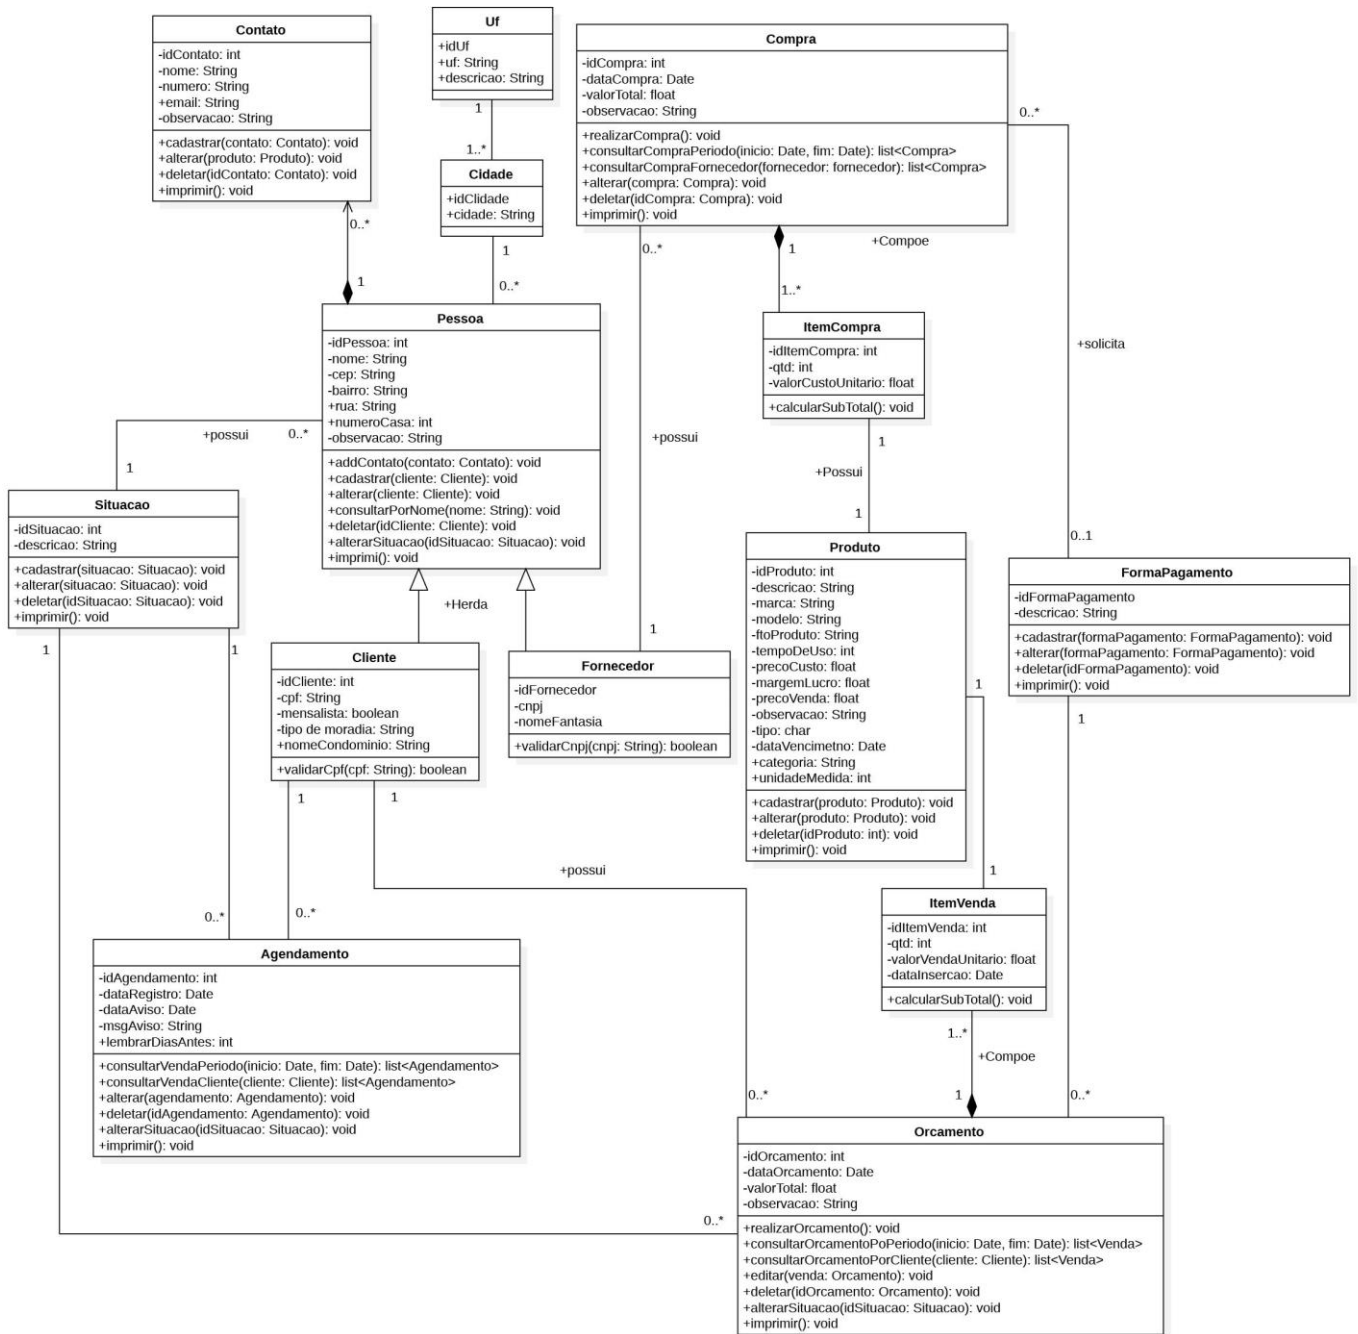 Contato
-idContato: int
-nome: String
-numero: String
+email: String
-observacao: String
+cadastrar(contato: Contato): void
+alterar(produto: Produto): void
+deletar(idContato: Contato): void
+imprimir(): void
Uf
+idUf
+uf: String
+descricao: String
1
1..*
Cidade
+idClidade
+cidade: String
1
0..*
0..*
1
Compra
-idCompra: int
-dataCompra: Date
-valorTotal: float
-observacao: String
+realizarCompra(): void
+consultarCompraPeriodo(inicio: Date, fim: Date): list<Compra>
+consultarCompraFornecedor(fornecedor: fornecedor): list<Compra>
+alterar(compra: Compra): void
+deletar(idCompra: Compra): void
+imprimir(): void
0..*
0..*
+Compoe
1
1..*
ItemCompra
-idItemCompra: int
-qtd: int
-valorCustoUnitario: float
+calcularSubTotal(): void
+solicita
Pessoa
-idPessoa: int
-nome: String
-cep: String
-bairro: String
+rua: String
+numeroCasa: int
-observacao: String
+addContato(contato: Contato): void
+cadastrar(cliente: Cliente): void
+alterar(cliente: Cliente): void
+consultarPorNome(nome: String): void
+deletar(idCliente: Cliente): void
+alterarSituacao(idSituacao: Situacao): void
+imprimi(): void
+possui
0..*
1
+possui
1
+Possui
1
0..1
Situacao
-idSituacao: int
-descricao: String
+cadastrar(situacao: Situacao): void
+alterar(situacao: Situacao): void
+deletar(idSituacao: Situacao): void
+imprimir(): void
1
1
+Herda
1
Cliente
-idCliente: int
-cpf: String
-mensalista: boolean
-tipo de moradia: String
+nomeCondominio: String
+validarCpf(cpf: String): boolean
1
1
Fornecedor
-idFornecedor
-cnpj
-nomeFantasia
+validarCnpj(cnpj: String): boolean
Produto
-idProduto: int
-descricao: String
-marca: String
-modelo: String
-ftoProduto: String
-tempoDeUso: int
-precoCusto: float
-margemLucro: float
-precoVenda: float
-observacao: String
-tipo: char
-dataVencimetno: Date
+categoria: String
+unidadeMedida: int
+cadastrar(produto: Produto): void
+alterar(produto: Produto): void
+deletar(idProduto: int): void
+imprimir(): void
1
1
FormaPagamento
-idFormaPagamento
-descricao: String
+cadastrar(formaPagamento: FormaPagamento): void
+alterar(formaPagamento: FormaPagamento): void
+deletar(idFormaPagamento): void
+imprimir(): void
1
+possui
0..*
0..*
Agendamento
-idAgendamento: int
-dataRegistro: Date
-dataAviso: Date
-msgAviso: String
+lembrarDiasAntes: int
+consultarVendaPeriodo(inicio: Date, fim: Date): list<Agendamento>
+consultarVendaCliente(cliente: Cliente): list<Agendamento>
+alterar(agendamento: Agendamento): void
+deletar(idAgendamento: Agendamento): void
+alterarSituacao(idSituacao: Situacao): void
+imprimir(): void
ItemVenda
-idItemVenda: int
-qtd: int
-valorVendaUnitario: float
-dataInsercao: Date
+calcularSubTotal(): void
1..*
+Compoe
1
0..*
0..*
0..*
Orcamento
-idOrcamento: int
-dataOrcamento: Date
-valorTotal: float
-observacao: String
+realizarOrcamento(): void
+consultarOrcamentoPoPeriodo(inicio: Date, fim: Date): list<Venda>
+consultarOrcamentoPorCliente(cliente: Cliente): list<Venda>
+editar(venda: Orcamento): void
+deletar(idOrcamento: Orcamento): void
+alterarSituacao(idSituacao: Situacao): void
+imprimir(): void